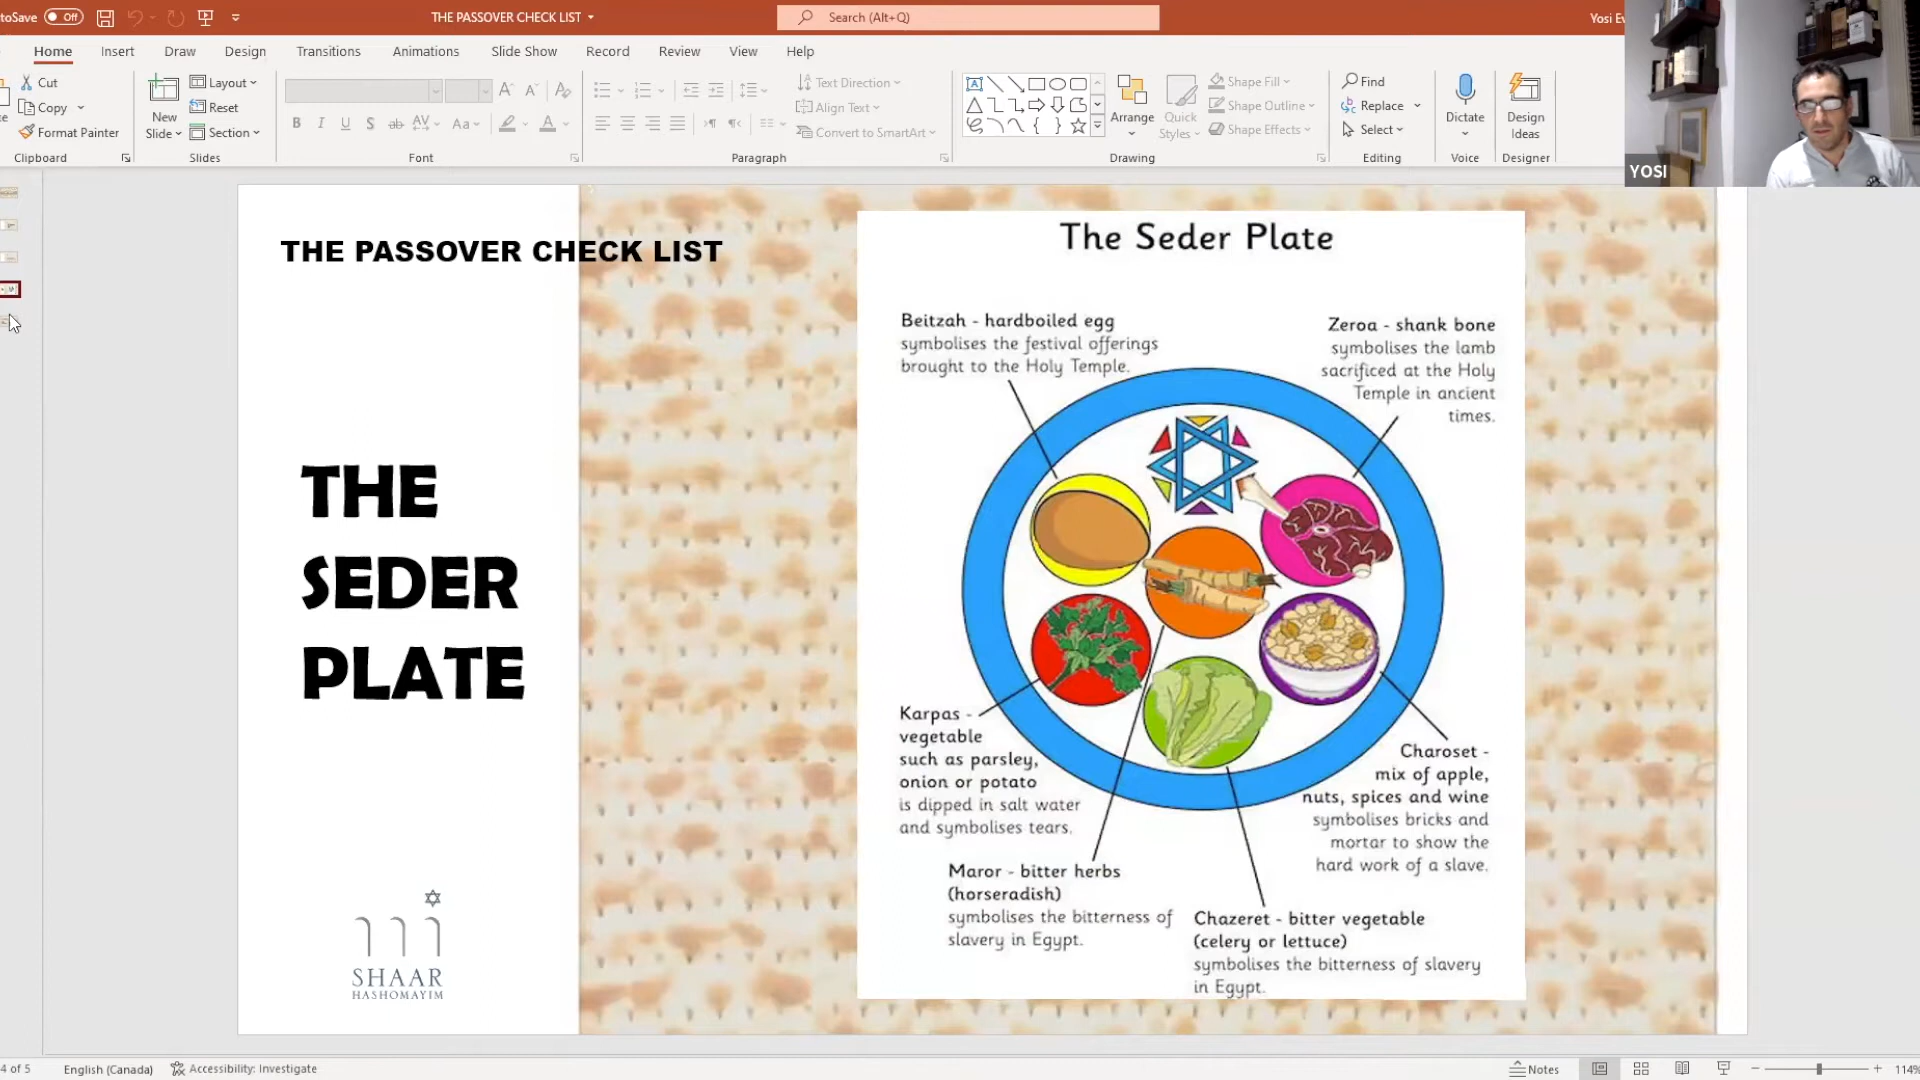 toSave
Off
THE PASSOVER CHECK LIST
Search (Alt+Q)
Yosi Ev
Home
Insert
Draw
Design
Transitions
Animations
Slide Show
Record
Review
View
Help
Cut
Copy
Format Painter
Clipboard
New
Slide
Layout
Reset
Section
Slides
Font
Text Direction
Align Text
Convert to SmartArt
Paragraph
Arrange
Quick
Styles
Shape Fill
Shape Outline
Shape Effects
Drawing
Find
Replace
Select
Editing
Dictate
Voice
Design
Ideas
Designer
YOSI
THE PASSOVER CHECK LIST
THE
SEDER
PLATE
SHAAR
HASHOMAYIM
The Seder Plate
Beitzah - hardboiled egg
symbolises the festival offerings
brought to the Holy Temple.
Zeroa - shank bone
symbolises the lamb
sacrificed at the Holy
Temple in ancient
times.
Karpas -
vegetable
such as parsley,
onion or potato
is dipped in salt water
and symbolises tears.
Maror - bitter herbs
(horseradish)
symbolises the bitterness of
slavery in Egypt.
Chazeret - bitter vegetable
(celery or lettuce)
symbolises the bitterness of slavery
in Egypt.
Charoset -
mix of apple,
nuts, spices and wine
symbolises bricks and
mortar to show the
hard work of a slave.
4 of 5
English (Canada)
Accessibility: Investigate
Notes
114%